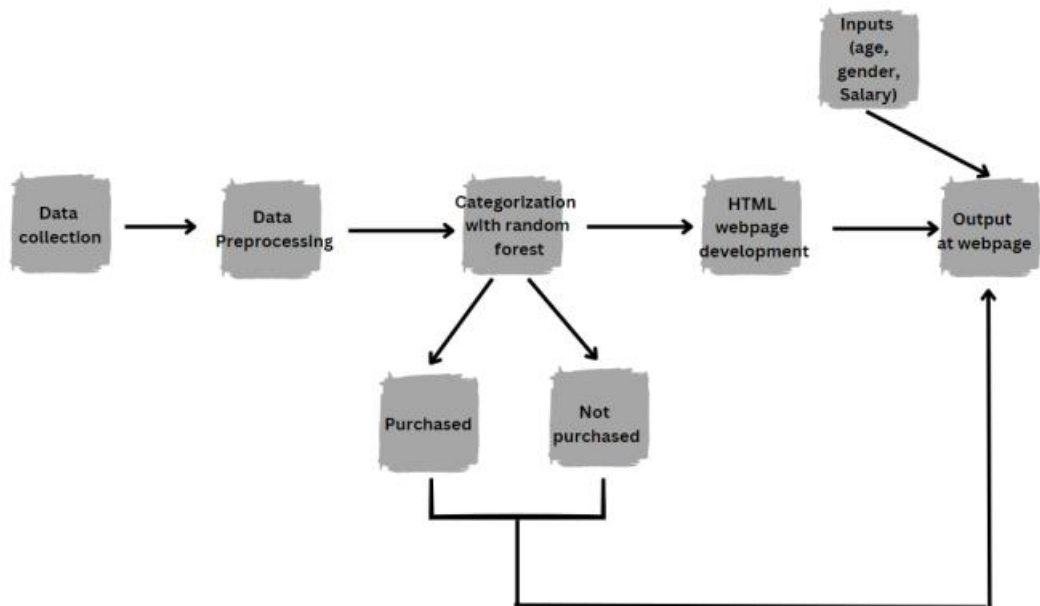 Inputs
(age,
gender,
Salary)
Data
collection
Data
Preprocessing
Categorization
with random
forest
HTML
webpage
development
Output
at webpage
Purchased
Not
purchased